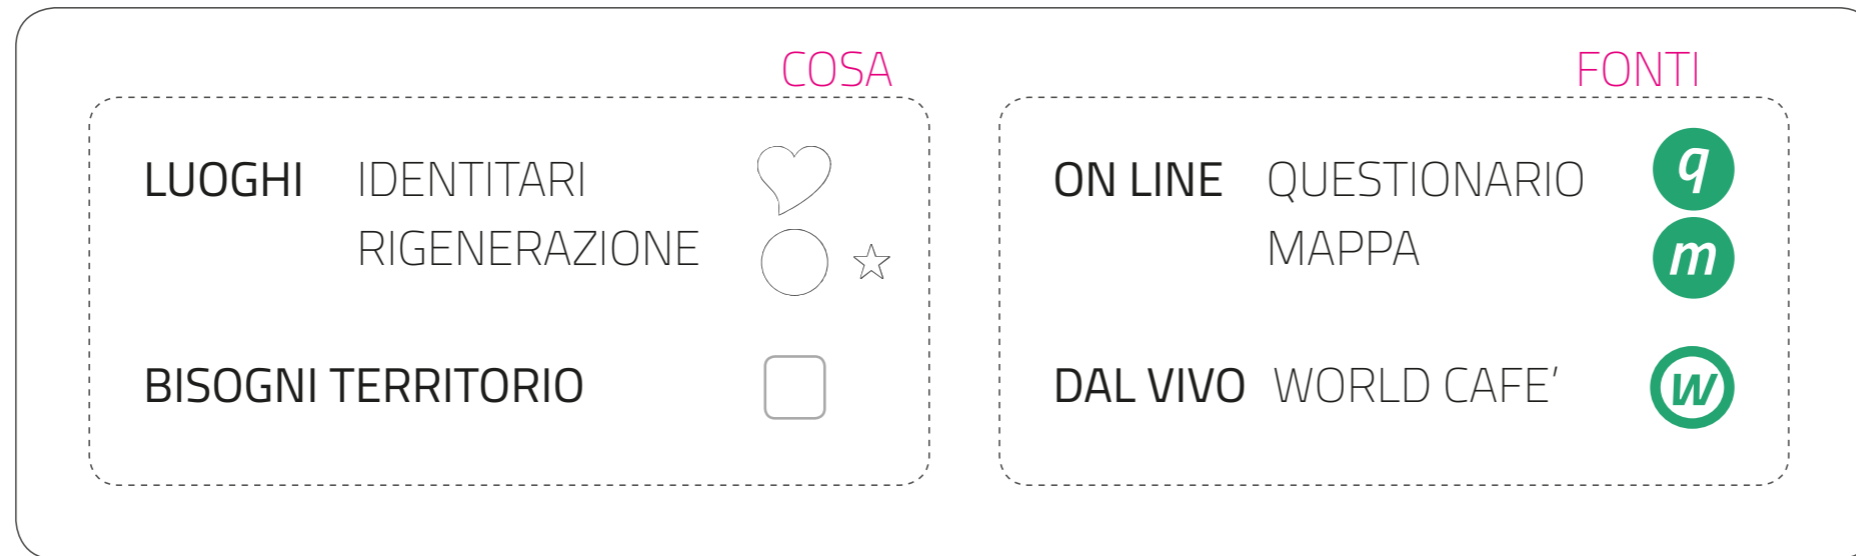 COSA
LUOGHI IDENTITARI
RIGENERAZIONE
BISOGNI TERRITORIO
FONTI
ON LINE QUESTIONARIO q
MAPPA m
DAL VIVO WORLD CAFE' w